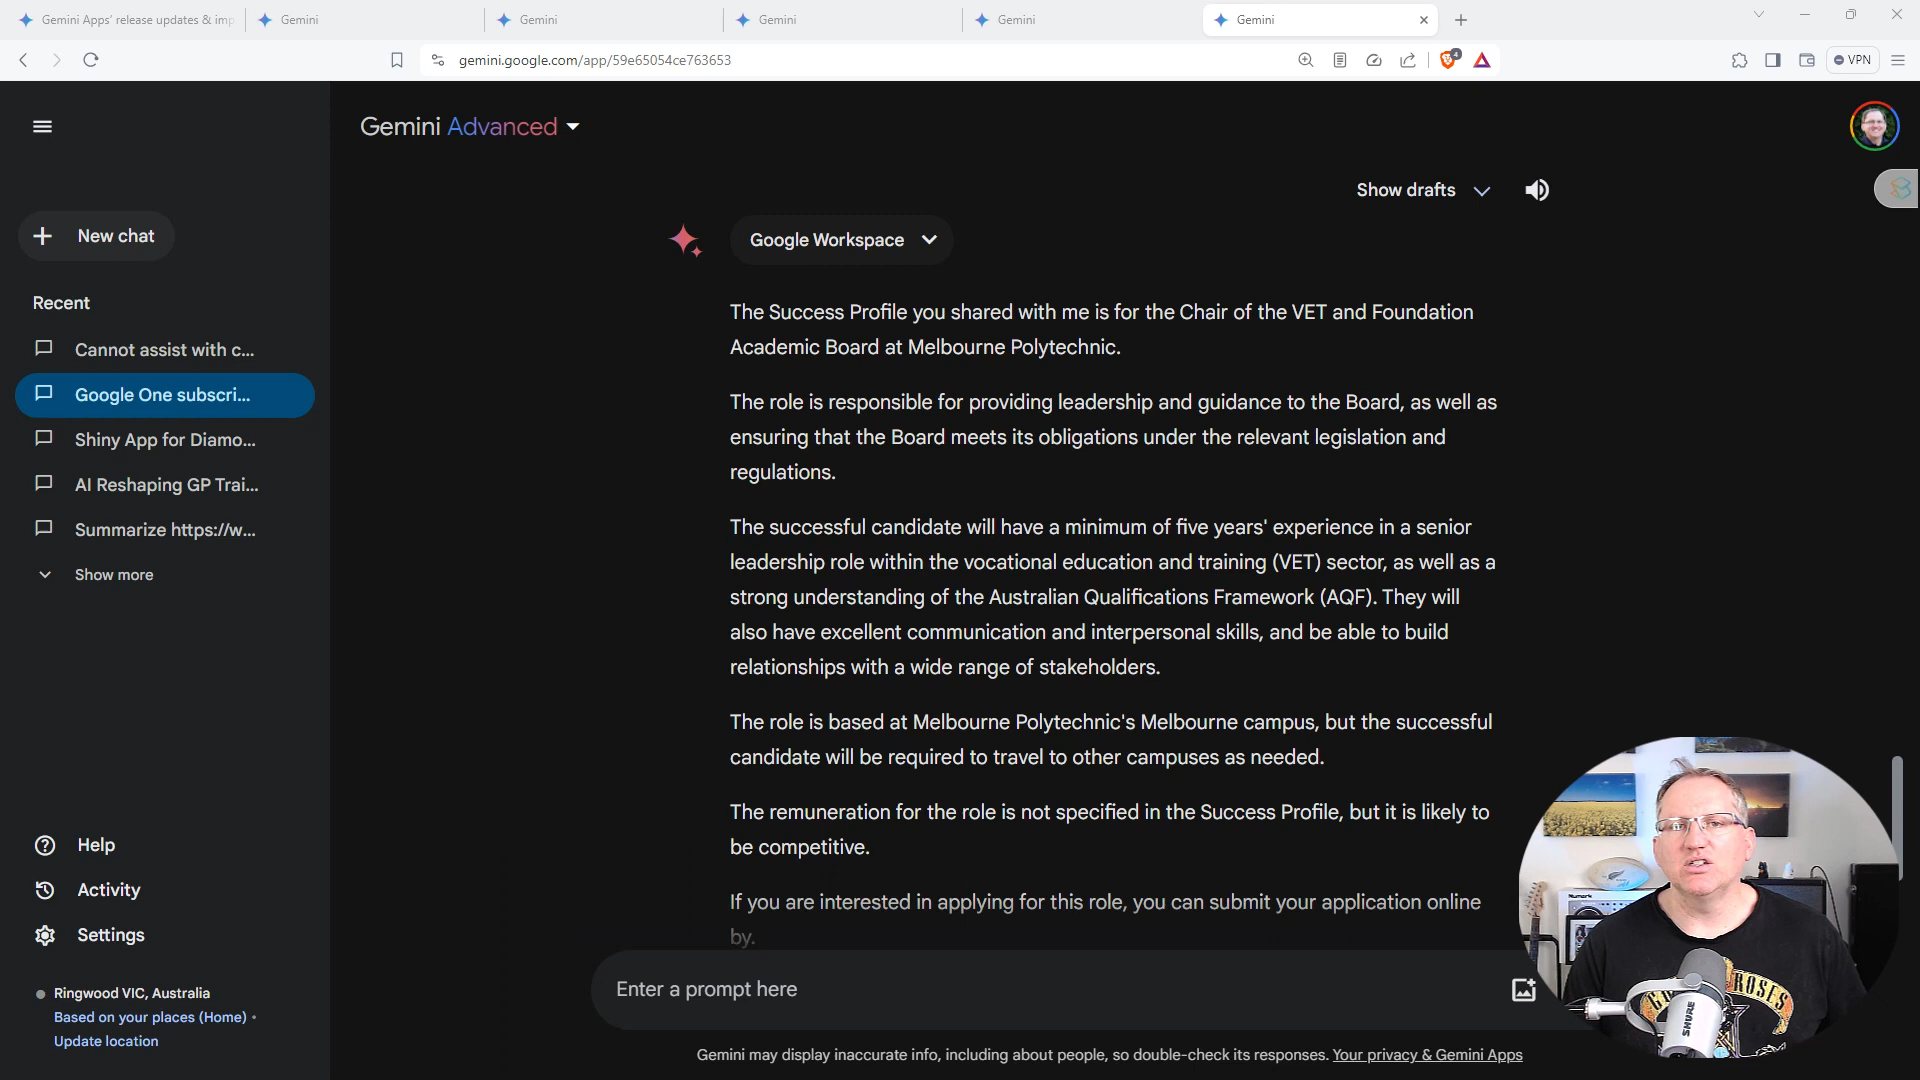 Gemini Apps' release updates & imp
Gemini
Gemini
Gemini
Gemini
Gemini
gemini.google.com/app/59e65054ce763653
4
VPN
Gemini Advanced
Show drafts
New chat
Google Workspace
Recent
Cannot assist with c...
Google One subscri...
Shiny App for Diamo...
AI Reshaping GP Trai...
Summarize https://w...
Show more
The Success Profile you shared with me is for the Chair of the VET and Foundation
Academic Board at Melbourne Polytechnic.
The role is responsible for providing leadership and guidance to the Board, as well as
ensuring that the Board meets its obligations under the relevant legislation and
regulations.
The successful candidate will have a minimum of five years' experience in a senior
leadership role within the vocational education and training (VET) sector, as well as a
strong understanding of the Australian Qualifications Framework (AQF). They will
also have excellent communication and interpersonal skills, and be able to build
relationships with a wide range of stakeholders.
The role is based at Melbourne Polytechnic's Melbourne campus, but the successful
candidate will be required to travel to other campuses as needed.
The remuneration for the role is not specified in the Success Profile, but it is likely to
be competitive.
If you are interested in applying for this role, you can submit your application online
by.
Help
Activity
Settings
Ringwood VIC, Australia
Based on your places (Home) •
Update location
Enter a prompt here
Gemini may display inaccurate info, including about people, so double-check its responses. Your privacy & Gemini Apps
Numark
ROSES
SHURE